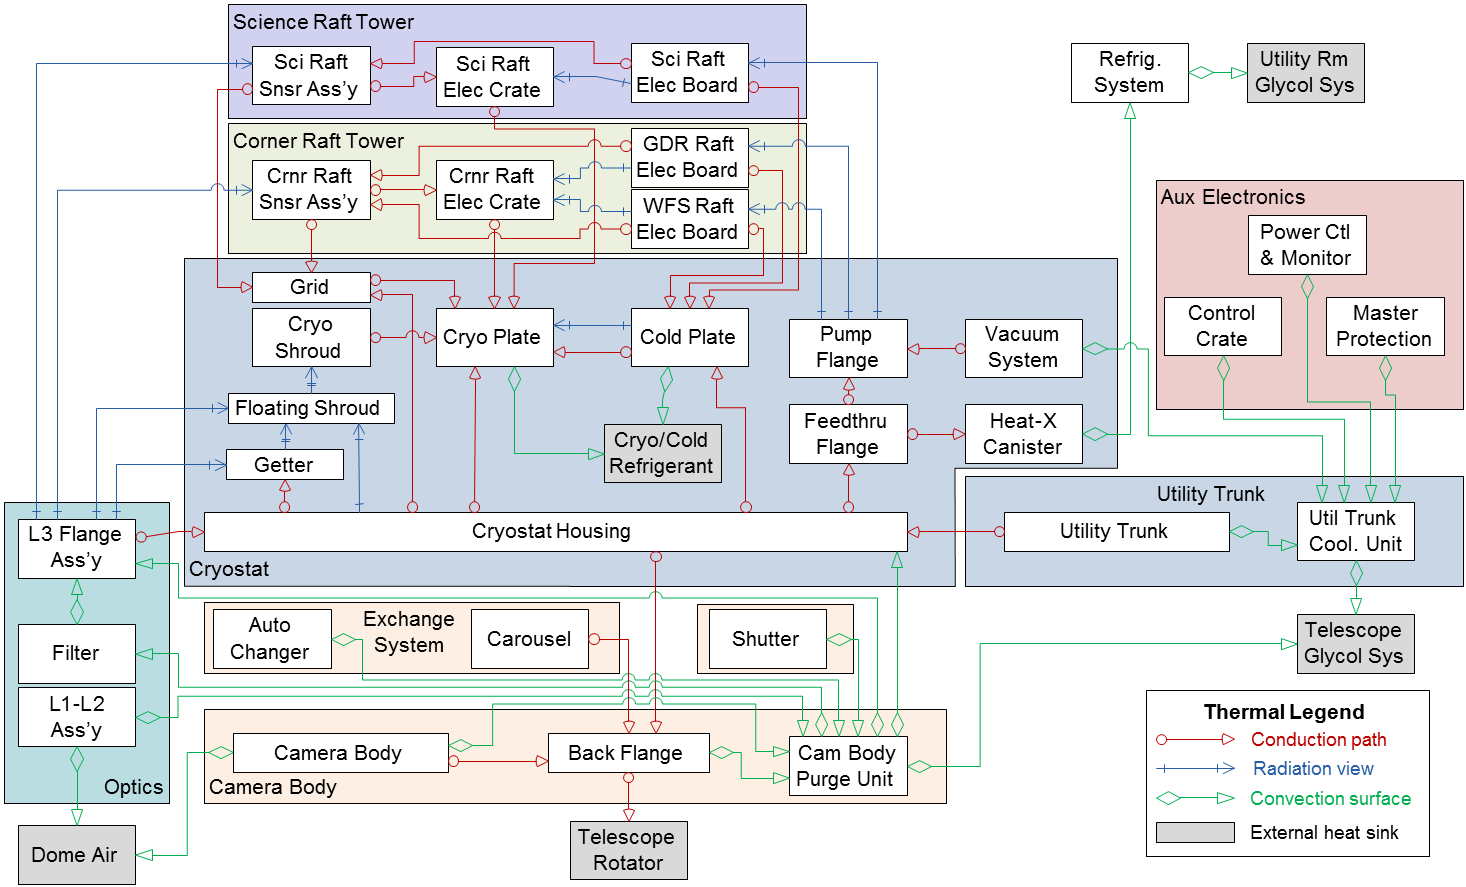 Science Raft Tower
Sci Raft
Snsr Ass'y
Sci Raft
Elec Crate
Sci Raft
Elec Board
Corner Raft Tower
Crnr Raft
Snsr Ass'y
Crnr Raft
Elec Crate
GDR Raft
Elec Board
WFS Raft
Elec Board
Refrig.
System
Utility Rm
Glycol Sys
Aux Electronics
Power Ctl
& Monitor
Control
Crate
Master
Protection
Grid
Cryo
Shroud
Cryo Plate
Cold Plate
Pump
Flange
Vacuum
System
Floating Shroud
Getter
Cryo/Cold
Refrigerant
Feedthru
Flange
Heat-X
Canister
Cryostat Housing
Cryostat
Utility Trunk
Utility Trunk
Util Trunk
Cool. Unit
L3 Flange
Ass'y
Filter
L1-L2
Ass'y
Optics
Auto
Changer
Exchange
System
Carousel
Shutter
Telescope
Glycol Sys
Camera Body
Back Flange
Cam Body
Purge Unit
Camera Body
Dome Air
Telescope
Rotator
Thermal Legend
Conduction path
Radiation view
Convection surface
External heat sink